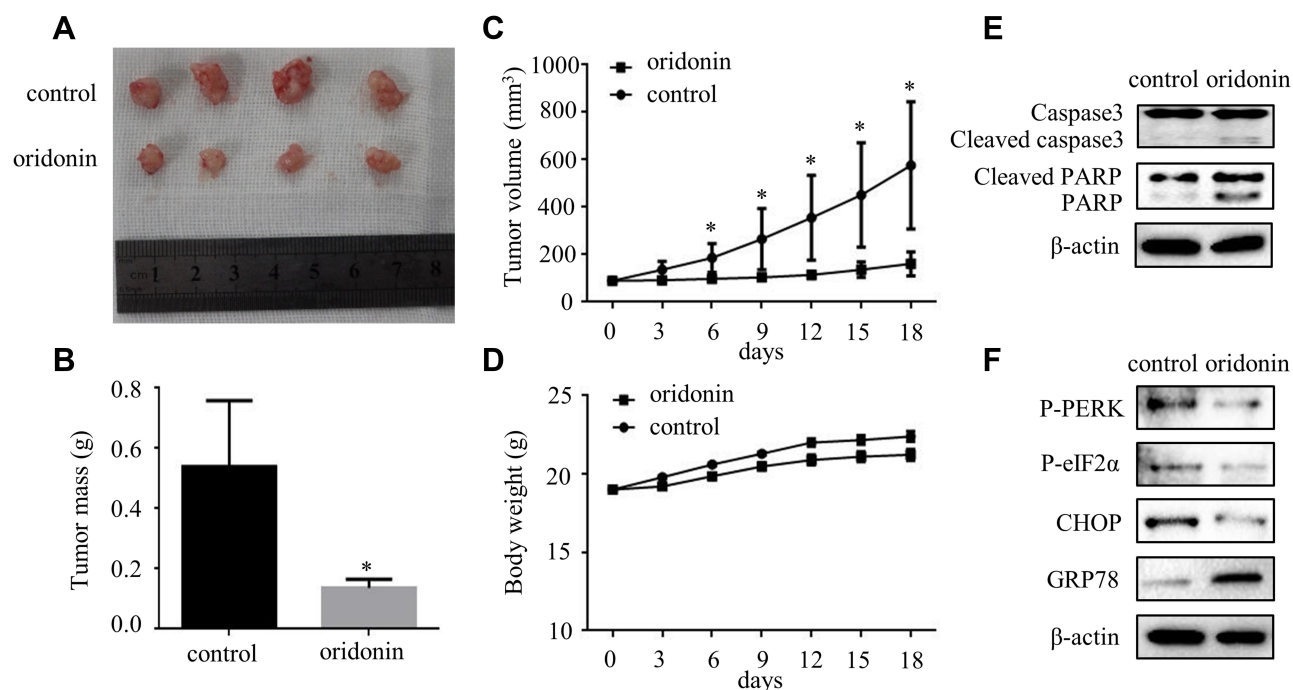 A
control
oridonin
cm 1 2 3 4 5 6 7 8
B
Tumor mass (g)
0.8
0.6
0.4
0.2
0.0
*
control
oridonin
C
Tumor volume (mm³)
1000
800
600
400
200
0
oridonin
control
* * * * *
0 3 6 9 12 15 18
days
D
Body weight (g)
25
20
15
10
oridonin
control
0 3 6 9 12 15 18
days
E
control oridonin
Caspase3
Cleaved caspase3
Cleaved PARP
PARP
β-actin
F
control oridonin
P-PERK
P-eIF2α
CHOP
GRP78
β-actin